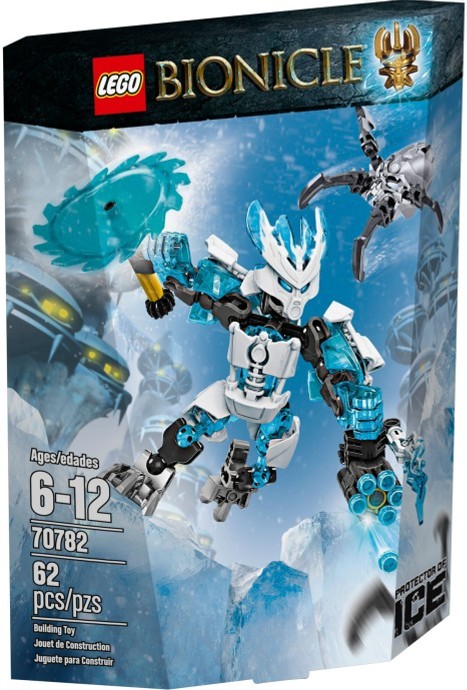 LEGO BIONICLE
Ages/edades
6-12
70782
62
pcs/pzs
Building Toy
Jouet de Construction
Juguete para Construir
PROTECTOR OF
ICE